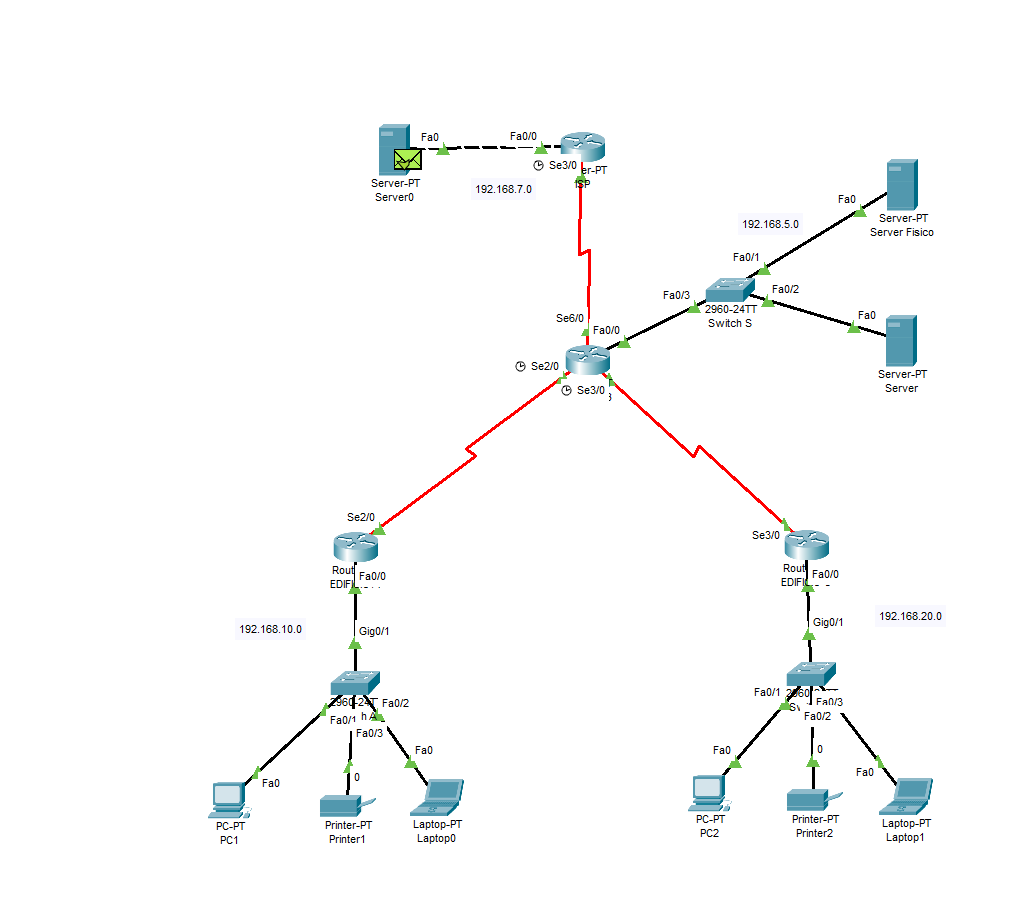 Fa0
Fa0/0
Se3/0
er-PT
ISP
Server-PT
Server0
192.168.7.0
Fa0
Server-PT
Server Fisico
192.168.5.0
Fa0/1
Fa0/2
Fa0/3
2960-24TT
Switch S
Fa0
Server-PT
Server
Se6/0
Fa0/0
Se2/0
Se3/0
Se2/0
Rout
Fa0/0
192.168.10.0
Gig0/1
Fa0/2
Fa0/1
Fa0/3
Fa0
Fa0
0
PC-PT
PC1
Printer-PT
Printer1
Laptop-PT
Laptop0
Se3/0
Rout
Fa0/0
192.168.20.0
Gig0/1
Fa0/1
Fa0/3
Fa0/2
Fa0
0
Fa0
PC-PT
PC2
Printer-PT
Printer2
Laptop-PT
Laptop1